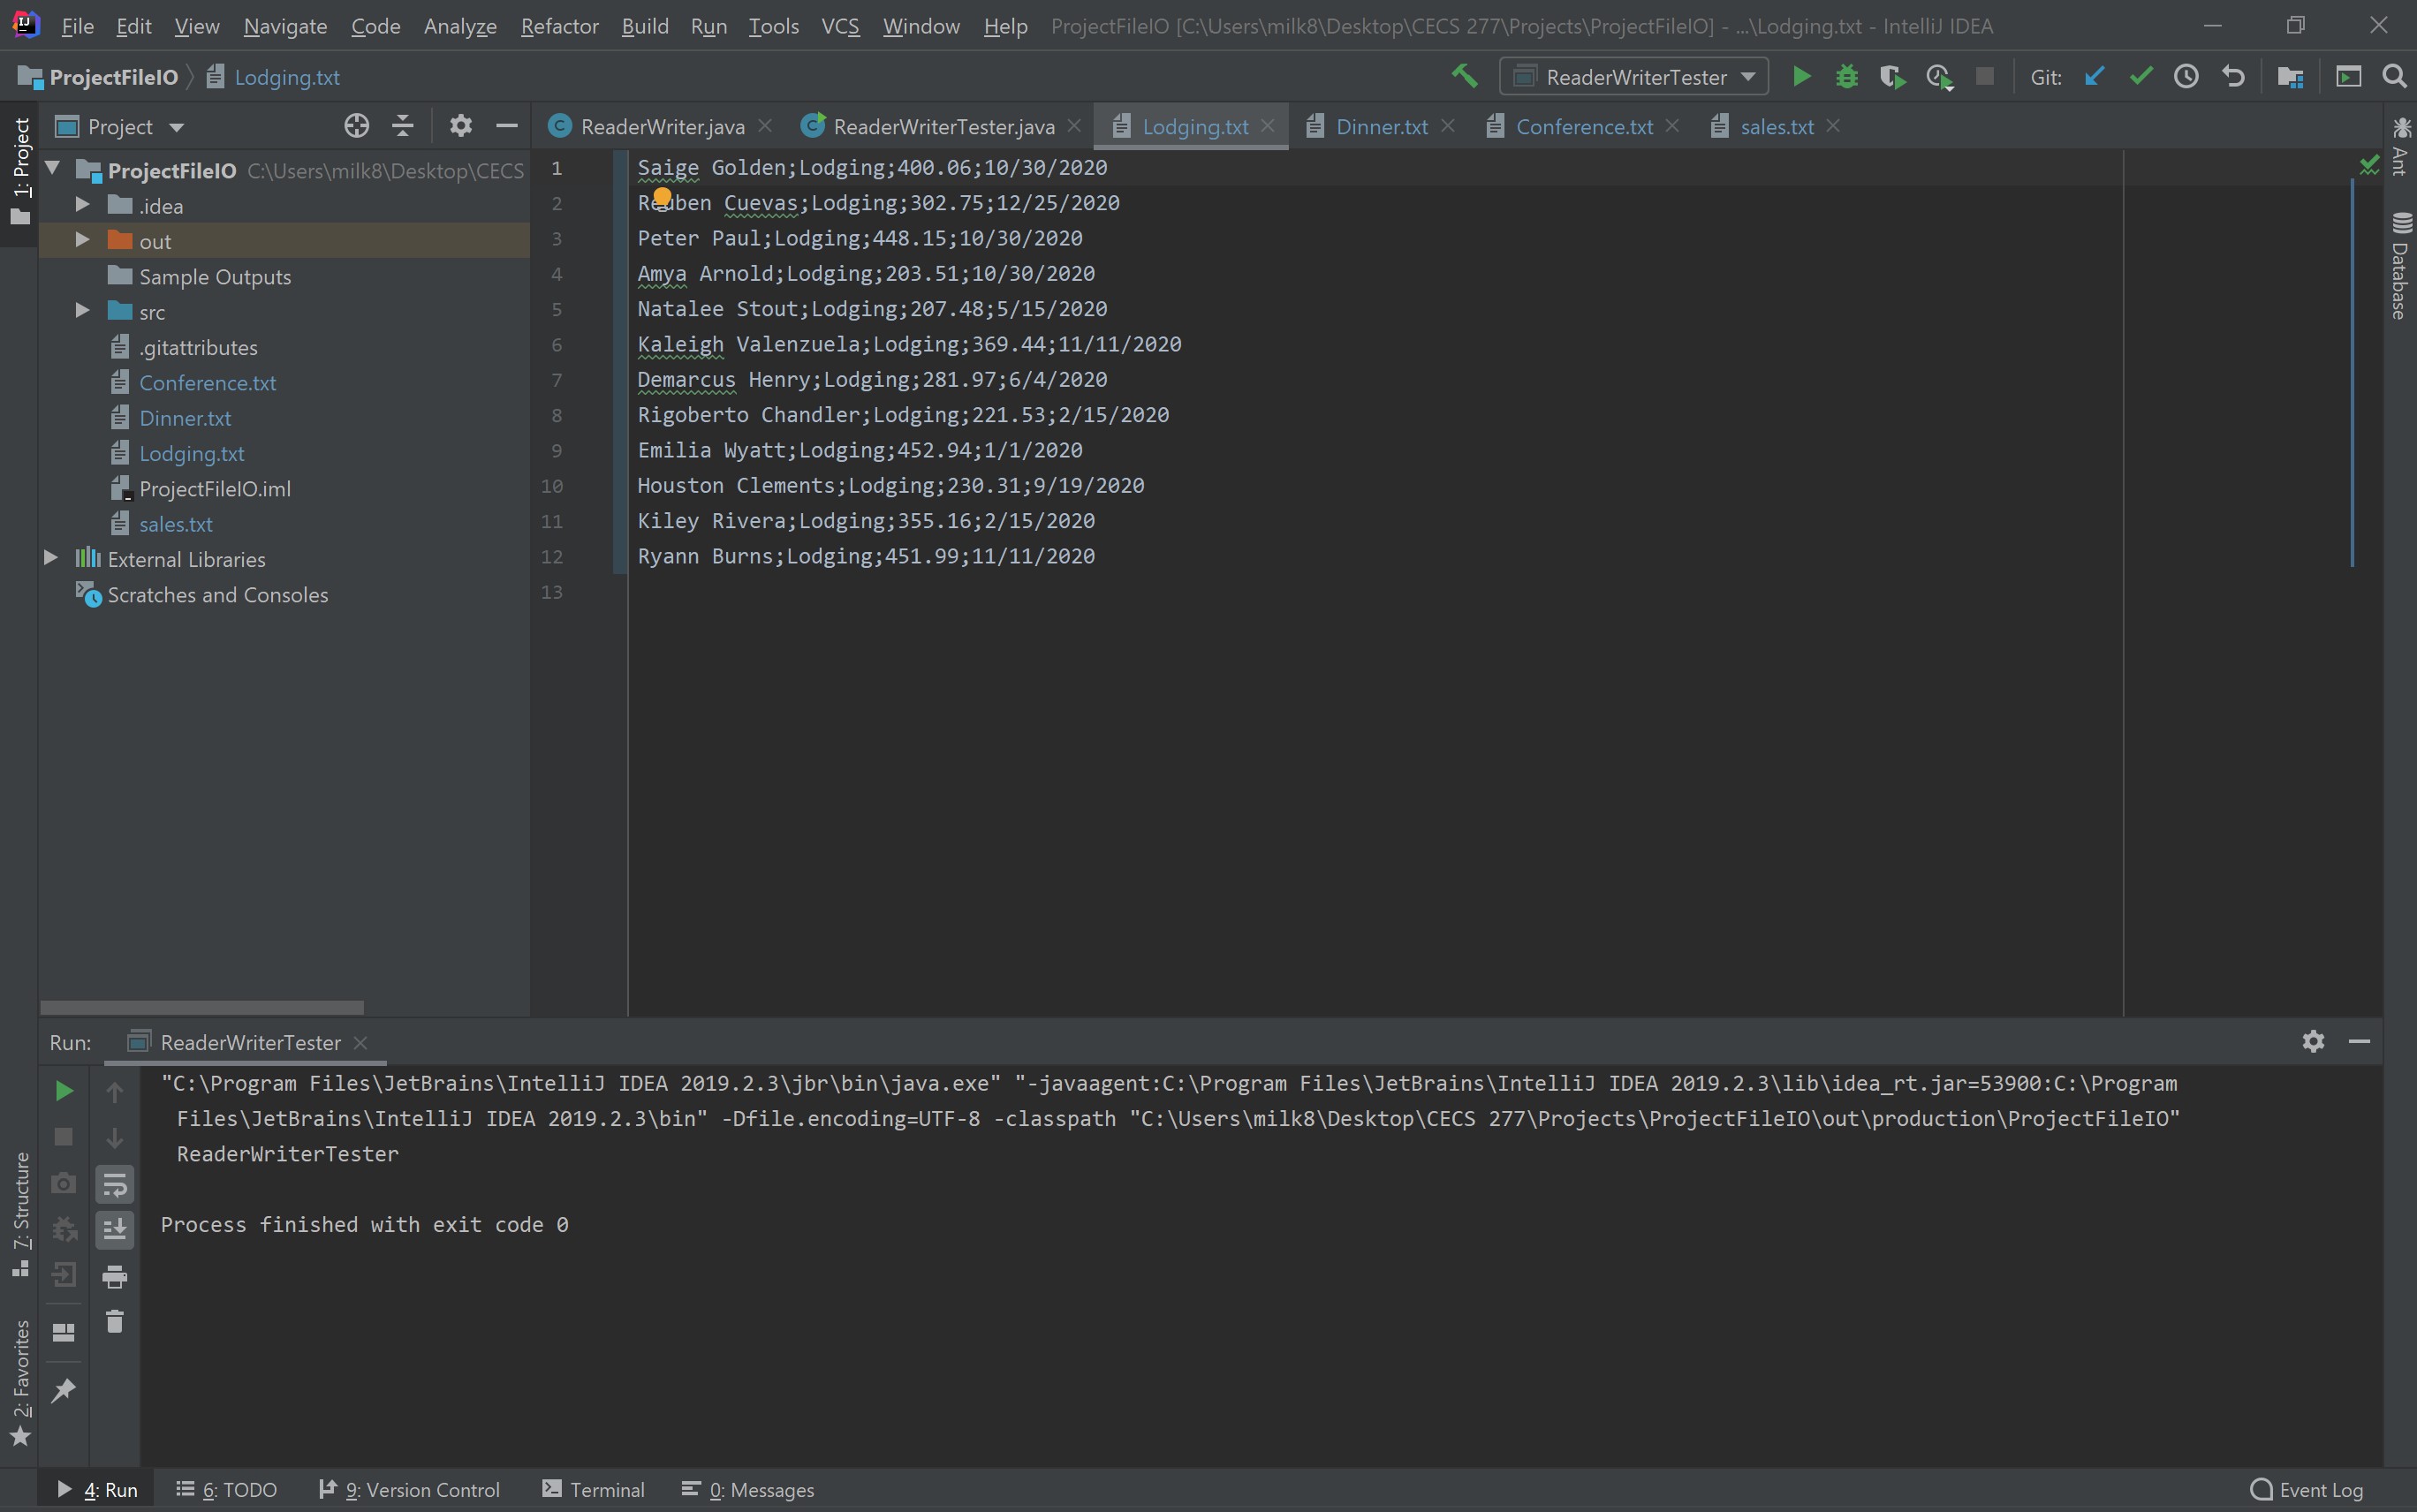 File Edit View Navigate Code Analyze Refactor Build Run Tools VCS Window Help ProjectFileIO [C:\Users\milk8\Desktop\CECS 277\Projects\ProjectFileIO] - ...\Lodging.txt - IntelliJ IDEA
ProjectFileIO Lodging.txt ReaderWriterTester Git:
Project ReaderWriter.java ReaderWriterTester.java Lodging.txt Dinner.txt Conference.txt sales.txt
1: Project
ProjectFileIO C:\Users\milk8\Desktop\CECS
.idea
out
Sample Outputs
src
.gitattributes
Conference.txt
Dinner.txt
Lodging.txt
ProjectFileIO.iml
sales.txt
External Libraries
Scratches and Consoles
1 Saige Golden;Lodging;400.06;10/30/2020
2 Reuben Cuevas;Lodging;302.75;12/25/2020
3 Peter Paul;Lodging;448.15;10/30/2020
4 Amya Arnold;Lodging;203.51;10/30/2020
5 Natalee Stout;Lodging;207.48;5/15/2020
6 Kaleigh Valenzuela;Lodging;369.44;11/11/2020
7 Demarcus Henry;Lodging;281.97;6/4/2020
8 Rigoberto Chandler;Lodging;221.53;2/15/2020
9 Emilia Wyatt;Lodging;452.94;1/1/2020
10 Houston Clements;Lodging;230.31;9/19/2020
11 Kiley Rivera;Lodging;355.16;2/15/2020
12 Ryann Burns;Lodging;451.99;11/11/2020
13
Ant
Database
Run: ReaderWriterTester
"C:\Program Files\JetBrains\IntelliJ IDEA 2019.2.3\jbr\bin\java.exe" "-javaagent:C:\Program Files\JetBrains\IntelliJ IDEA 2019.2.3\lib\idea_rt.jar=53900:C:\Program
Files\JetBrains\IntelliJ IDEA 2019.2.3\bin" -Dfile.encoding=UTF-8 -classpath "C:\Users\milk8\Desktop\CECS 277\Projects\ProjectFileIO\out\production\ProjectFileIO"
ReaderWriterTester
Process finished with exit code 0
7: Structure
2: Favorites
4: Run 6: TODO 9: Version Control Terminal 0: Messages Event Log